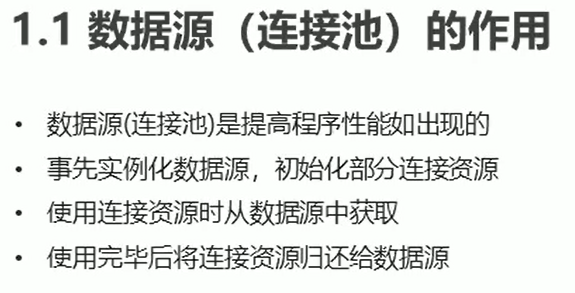 1.1 数据源（连接池）的作用
• 数据源(连接池)是提高程序性能如出现的
• 事先实例化数据源，初始化部分连接资源
• 使用连接资源时从数据源中获取
• 使用完毕后将连接资源归还给数据源